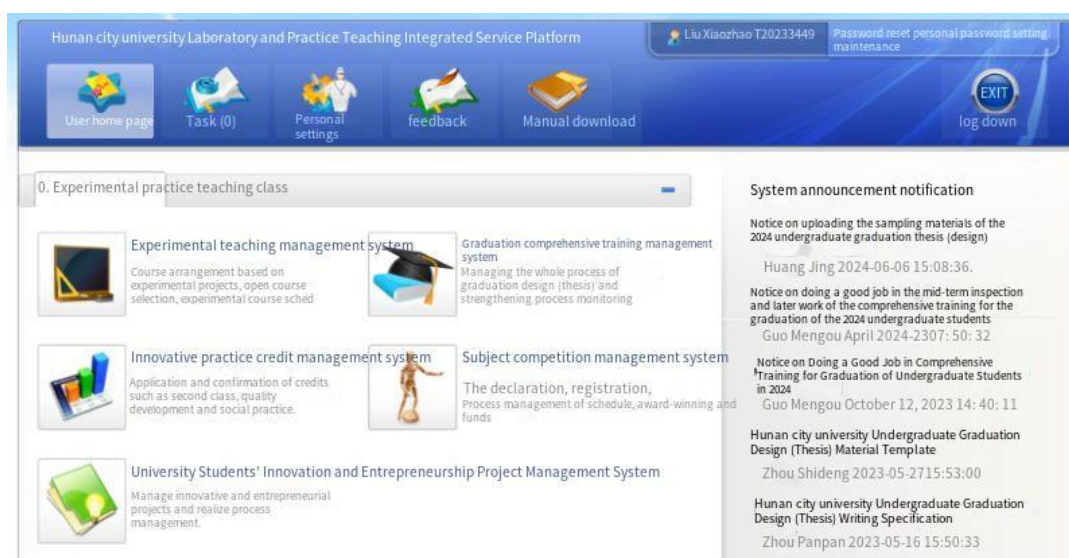 Hunan city university Laboratory and Practice Teaching Integrated Service Platform
Liu Xiaozhao T20233449
Password reset personal password setting
maintenance
User home page
Task (0)
Personal
settings
feedback
Manual download
EXIT
log down
0. Experimental practice teaching class
Experimental teaching management system
Course arrangement based on
experimental projects, open course
selection, experimental course sched
Graduation comprehensive training management
system
Managing the whole process of
graduation design (thesis) and
strengthening process monitoring
Innovative practice credit management system
Application and confirmation of credits
such as second class, quality
development and social practice.
Subject competition management system
The declaration, registration,
Process management of schedule, award-winning and
funds
University Students' Innovation and Entrepreneurship Project Management System
Manage innovative and entrepreneurial
projects and realize process
management.
System announcement notification
Notice on uploading the sampling materials of the
2024 undergraduate graduation thesis (design)
Huang Jing 2024-06-06 15:08:36.
Notice on doing a good job in the mid-term inspection
and later work of the comprehensive training for the
graduation of the 2024 undergraduate students
Guo Mengou April 2024-2307: 50: 32
Notice on Doing a Good Job in Comprehensive
'Training for Graduation of Undergraduate Students
in 2024
Guo Mengou October 12, 2023 14: 40: 11
Hunan city university Undergraduate Graduation
Design (Thesis) Material Template
Zhou Shideng 2023-05-2715:53:00
Hunan city university Undergraduate Graduation
Design (Thesis) Writing Specification
Zhou Panpan 2023-05-16 15:50:33